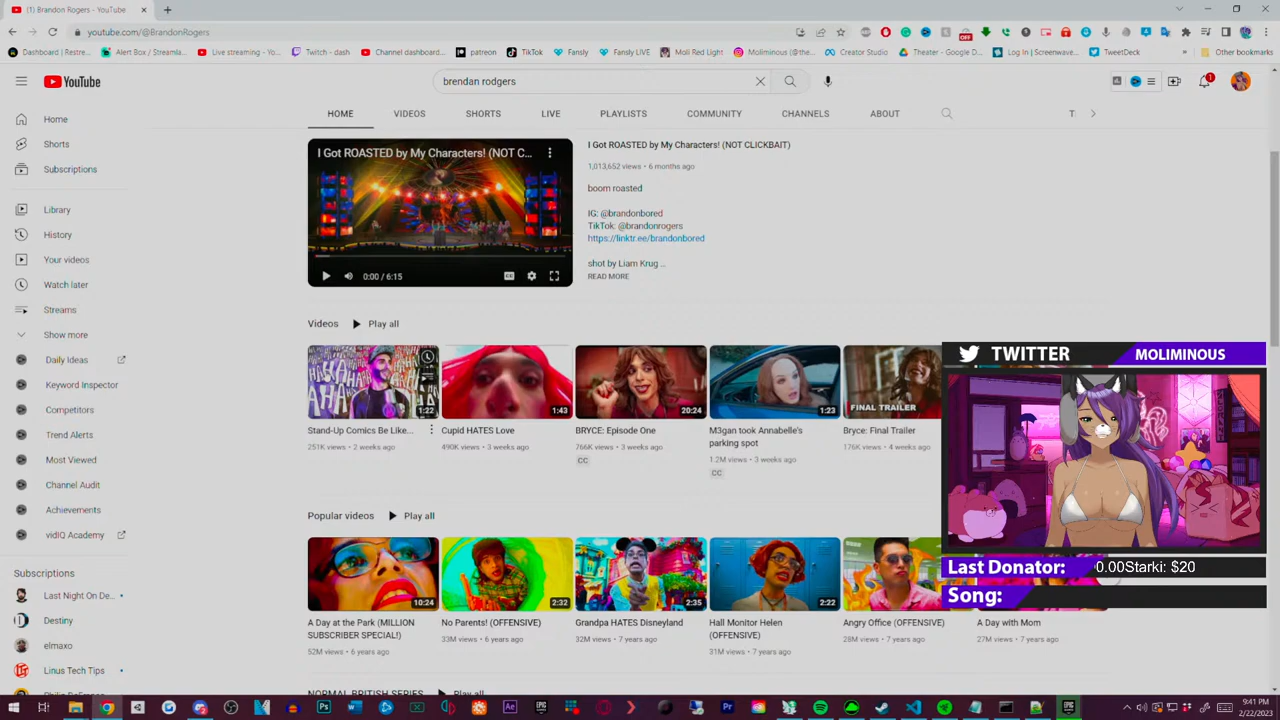 (1) Brandon Rogers - YouTube
youtube.com/@BrandonRogers
Dashboard | Restre...
Alert Box / Streamla...
Live streaming - Yo...
Twitch - dash
Channel dashboard...
patreon
TikTok
Fansly
Fansly LIVE
Moli Red Light
Moliminous (@the...
Creator Studio
Theater - Google D...
Log In | Screenwave...
TweetDeck
Other bookmarks
YouTube
brendan rodgers
1
HOME
VIDEOS
SHORTS
LIVE
PLAYLISTS
COMMUNITY
CHANNELS
ABOUT
Home
Shorts
Subscriptions
Library
History
Your videos
Watch later
Streams
Show more
Daily Ideas
Keyword Inspector
Competitors
Trend Alerts
Most Viewed
Channel Audit
Achievements
vidIQ Academy
Subscriptions
Last Night On De...
Destiny
elmaxo
Linus Tech Tips
I Got ROASTED by My Characters! (NOT C...
0:00 / 6:15
I Got ROASTED by My Characters! (NOT CLICKBAIT)
1,013,652 views • 6 months ago
boom roasted
IG: @brandonbored
TikTok: @brandonrogers
https://linktr.ee/brandonbored
shot by Liam Krug ...
READ MORE
Videos
Play all
1:22
Stand-Up Comics Be Like...
251K views • 2 weeks ago
1:43
Cupid HATES Love
490K views • 3 weeks ago
20:24
BRYCE: Episode One
766K views • 3 weeks ago
CC
1:23
M3gan took Annabelle's
parking spot
1.2M views • 3 weeks ago
CC
FINAL TRAILER
Bryce: Final Trailer
176K views • 4 weeks ago
Popular videos
Play all
10:24
A Day at the Park (MILLION
SUBSCRIBER SPECIAL!)
52M views • 6 years ago
2:32
No Parents! (OFFENSIVE)
33M views • 6 years ago
2:35
Grandpa HATES Disneyland
32M views • 7 years ago
2:22
Hall Monitor Helen
(OFFENSIVE)
31M views • 7 years ago
Angry Office (OFFENSIVE)
28M views • 7 years ago
A Day with Mom
27M views • 7 years ago
NORMAL BRITISH SERIES
Play all
TWITTER
MOLIMINOUS
Last Donator:
0.00Starki: $20
Song:
9:41 PM
2/22/2023